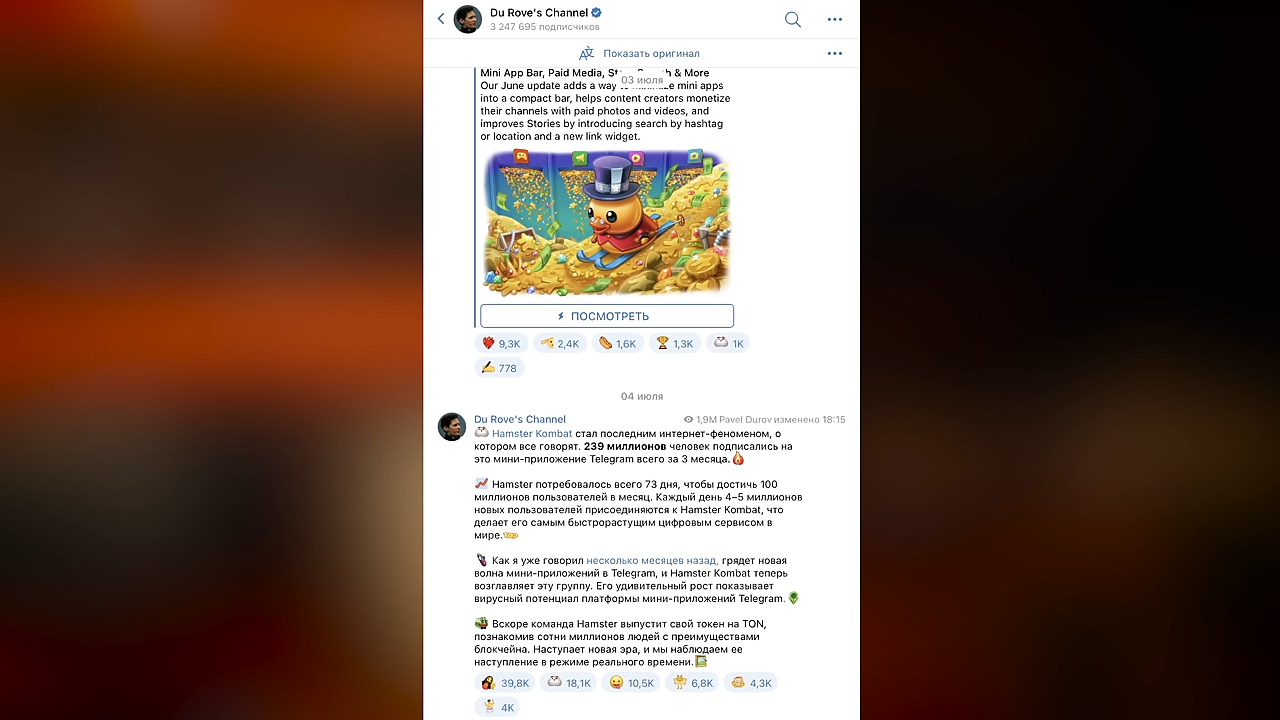 Du Rove's Channel
3 247 695 подписчиков
Показать оригинал
03 июля
Mini App Bar, Paid Media, & More
Our June update adds a way mini apps
into a compact bar, helps content creators monetize
their channels with paid photos and videos, and
improves Stories by introducing search by hashtag
or location and a new link widget.
ПОСМОТРЕТЬ
9,3K 2,4K 1,6K 1,3K 1K
778
04 июля
Du Rove's Channel 1,9M Pavel Durov изменено 18:15
Hamster Kombat стал последним интернет-феноменом, о
котором все говорят. 239 миллионов человек подписались на
это мини-приложение Telegram всего за 3 месяца.
Hamster потребовалось всего 73 дня, чтобы достичь 100
миллионов пользователей в месяц. Каждый день 4–5 миллионов
новых пользователей присоединяются к Hamster Kombat, что
делает его самым быстрорастущим цифровым сервисом в
мире.
Как я уже говорил несколько месяцев назад, грядет новая
волна мини-приложений в Telegram, и Hamster Kombat теперь
возглавляет эту группу. Его удивительный рост показывает
вирусный потенциал платформы мини-приложений Telegram.
Вскоре команда Hamster выпустит свой токен на TON,
познакомив сотни миллионов людей с преимуществами
блокчейна. Наступает новая эра, и мы наблюдаем ее
наступление в режиме реального времени.
39,8K 18,1K 10,5K 6,8K 4,3K
4K